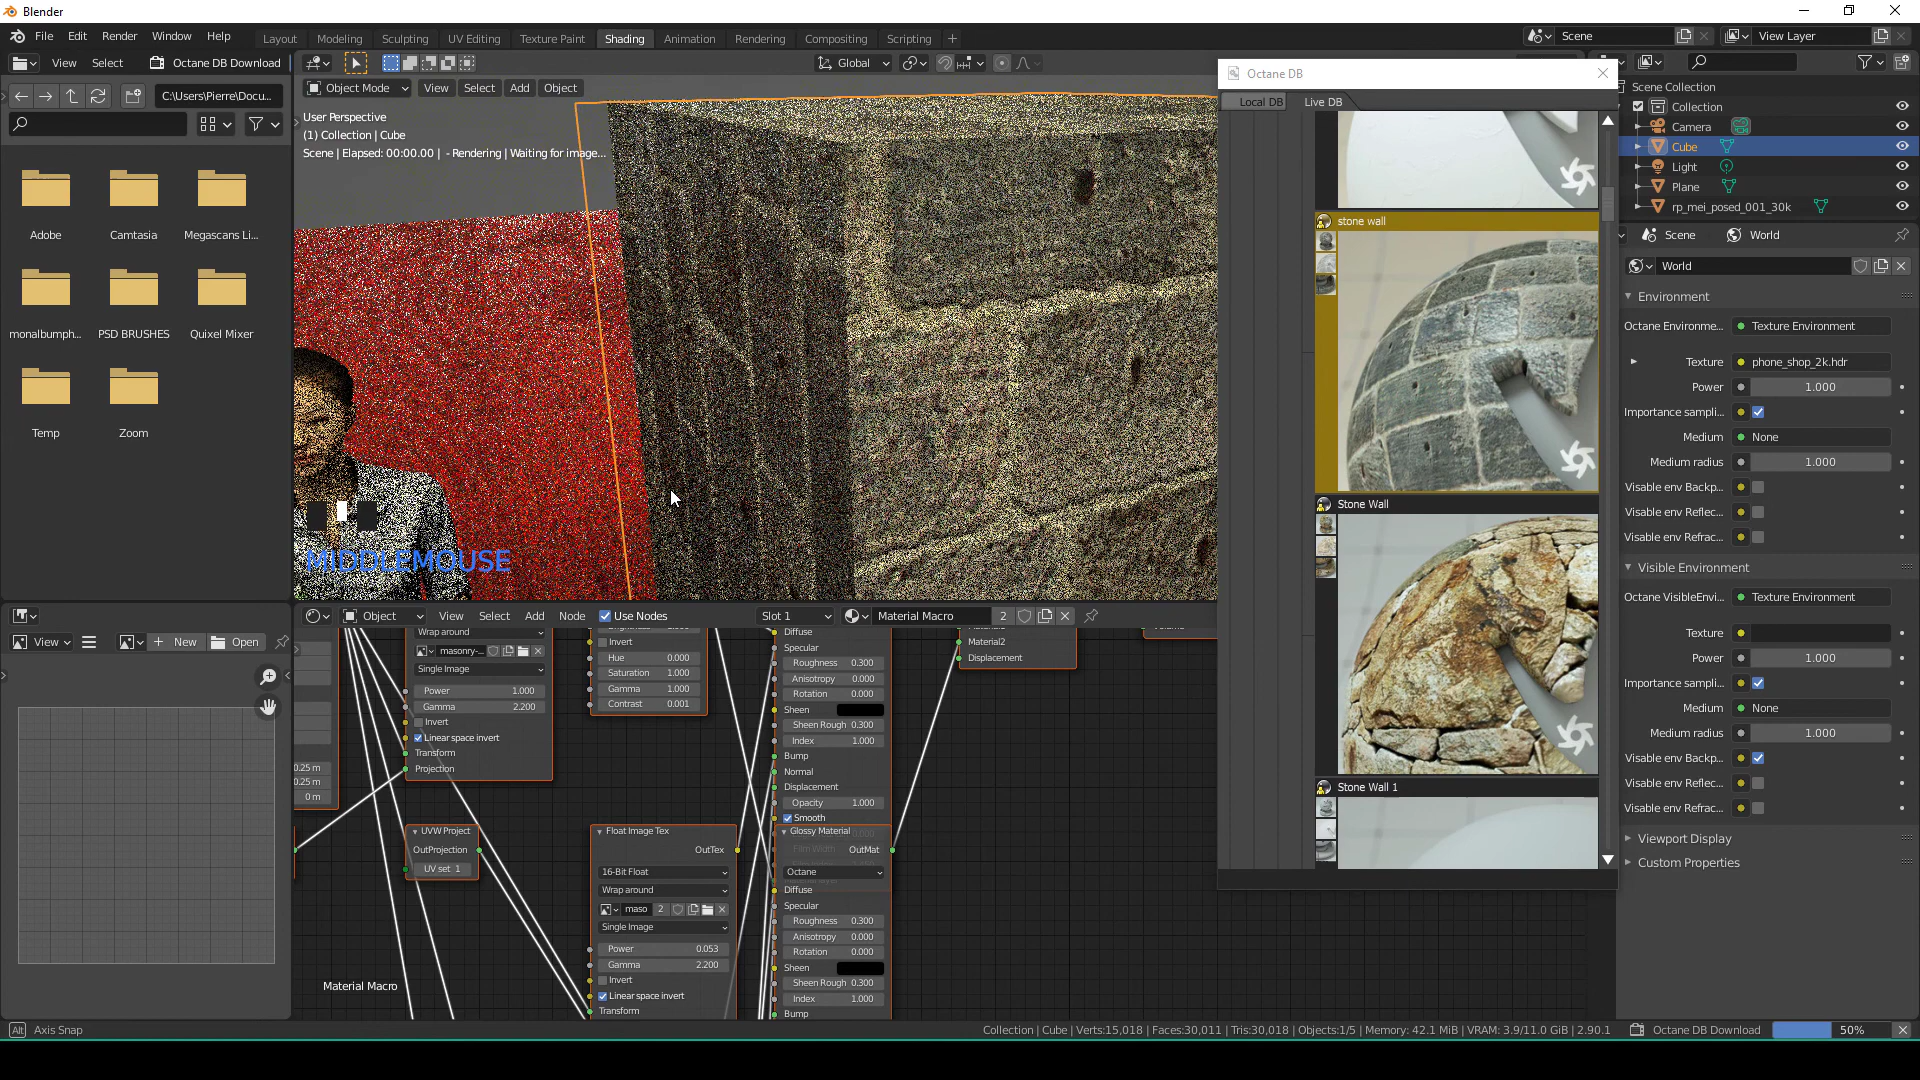 Blender
File Edit Render Window Help
Layout Modeling Sculpting UV Editing Texture Paint Shading Animation Rendering Compositing Scripting
Scene View Layer
View Select Octane DB Download
Global
C:\Users\Pierre\Docu...
Object Mode View Select Add Object
User Perspective
(1) Collection | Cube
Scene | Elapsed: 00:00.00 | - Rendering | Waiting for image...
Adobe Camtasia Megascans Li...
monalbumph... PSD BRUSHES Quixel Mixer
Temp Zoom
MIDDLEMOUSE
Octane DB
Local DB Live DB
stone wall
Stone Wall
Stone Wall 1
Scene Collection
Collection
Camera
Cube
Light
Plane
rp_mei_posed_001_30k
Scene World
World
Environment
Octane Environme... Texture Environment
Texture phone_shop_2k.hdr
Power 1.000
Importance sampli...
Medium None
Medium radius 1.000
Visable env Backp...
Visable env Reflec...
Visable env Refrac...
Visible Environment
Octane VisibleEnvi... Texture Environment
Texture
Power 1.000
Importance sampli...
Medium None
Medium radius 1.000
Visable env Backp...
Visable env Reflec...
Visable env Refrac...
Viewport Display
Custom Properties
View New Open
Object View Select Add Node Use Nodes Slot 1 Material Macro 2
Wrap around
masonry-...
Single Image
Power 1.000
Gamma 2.200
Invert
Linear space invert
Transform
Projection
0.25 m
0.25 m
0 m
Invert
Hue 0.000
Saturation 1.000
Gamma 1.000
Contrast 0.001
Diffuse
Specular
Roughness 0.300
Anisotropy 0.000
Rotation 0.000
Sheen
Sheen Rough 0.300
Index 1.000
Bump
Normal
Displacement
Opacity 1.000
Smooth
Material2
Displacement
UVW Project
OutProjection
UV set 1
Float Image Tex
OutTex
16-Bit Float
Wrap around
maso 2
Single Image
Power 0.053
Gamma 2.200
Invert
Linear space invert
Transform
Glossy Material
OutMat
Octane
Diffuse
Specular
Roughness 0.300
Anisotropy 0.000
Rotation 0.000
Sheen
Sheen Rough 0.300
Index 1.000
Bump
Material Macro
Alt Axis Snap
Collection | Cube | Verts:15,018 | Faces:30,011 | Tris:30,018 | Objects:1/5 | Memory: 42.1 MiB | VRAM: 3.9/11.0 GiB | 2.90.1 Octane DB Download 50%